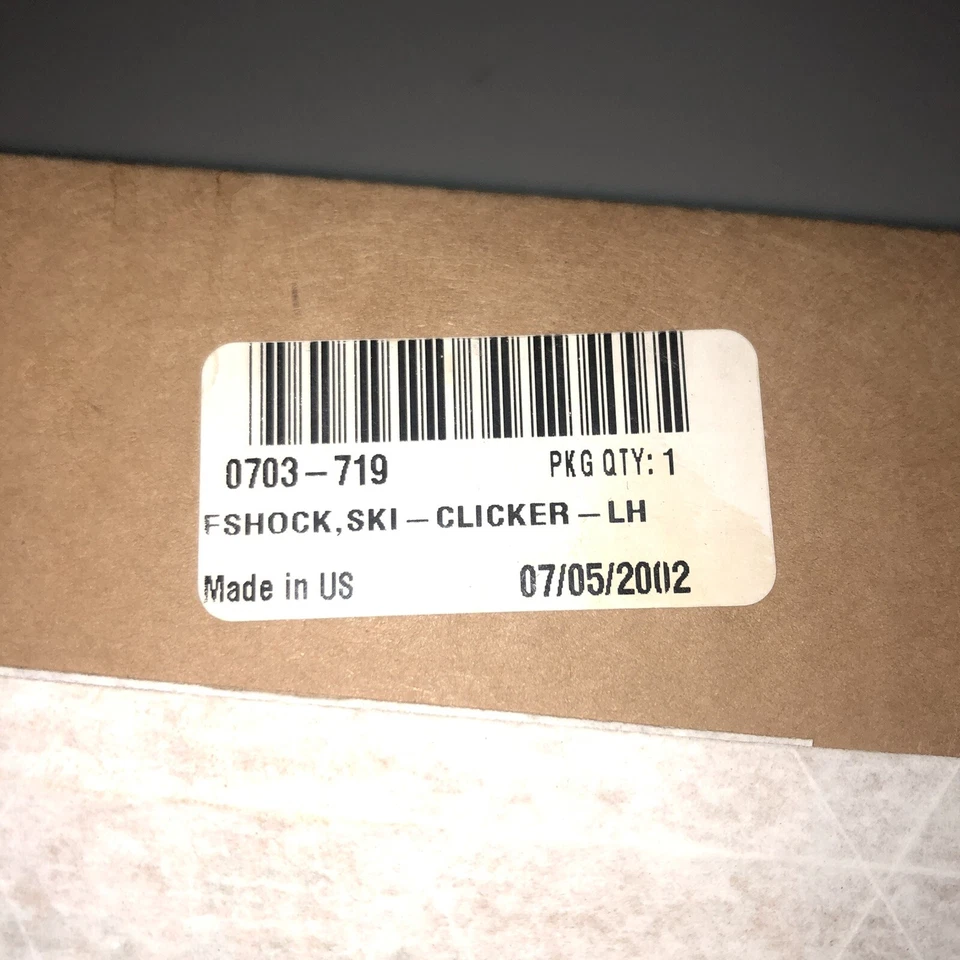 0703-719 PKG QTY: 1
FSHOCK,SKI-CLICKER-LH
Made in US 07/05/2002